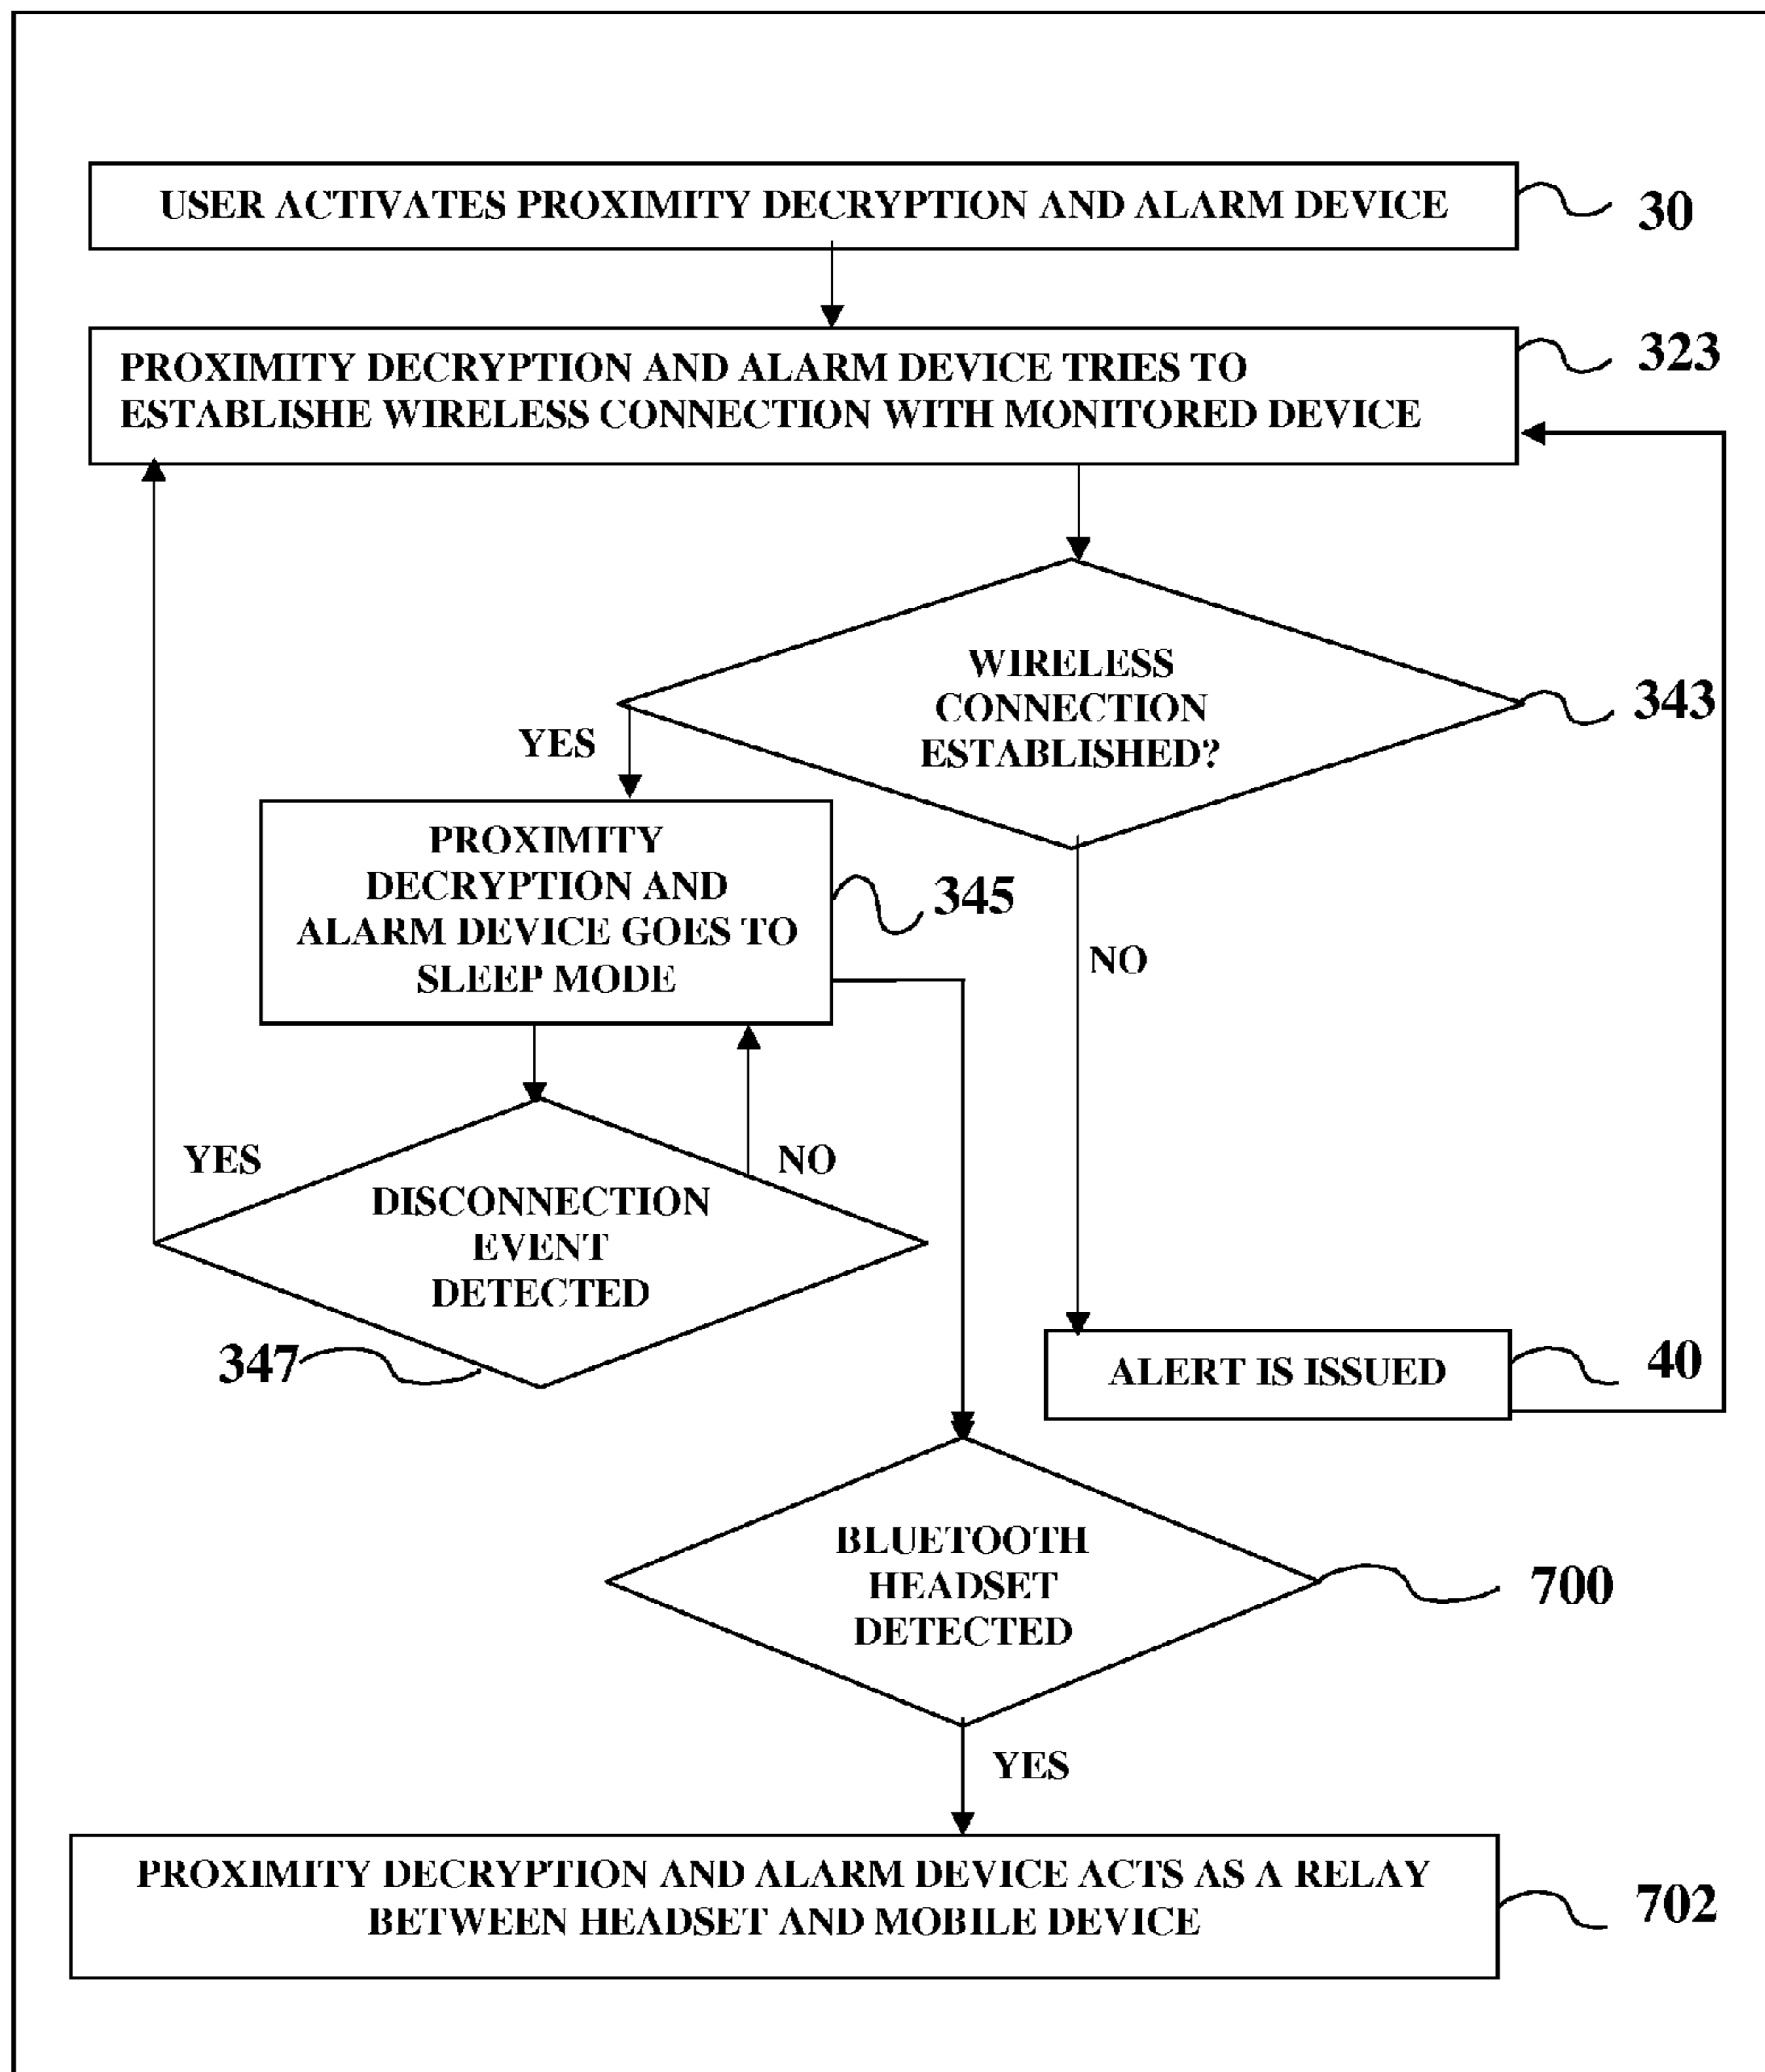 USER ACTIVATES PROXIMITY DECRYPTION AND ALARM DEVICE
30
PROXIMITY DECRYPTION AND ALARM DEVICE TRIES TO
ESTABLISHE WIRELESS CONNECTION WITH MONITORED DEVICE
323
WIRELESS
CONNECTION
ESTABLISHED?
343
YES
PROXIMITY
DECRYPTION AND
ALARM DEVICE GOES TO
SLEEP MODE
345
NO
YES
NO
DISCONNECTION
EVENT
DETECTED
347
ALERT IS ISSUED
40
BLUETOOTH
HEADSET
DETECTED
700
YES
PROXIMITY DECRYPTION AND ALARM DEVICE ACTS AS A RELAY
BETWEEN HEADSET AND MOBILE DEVICE
702